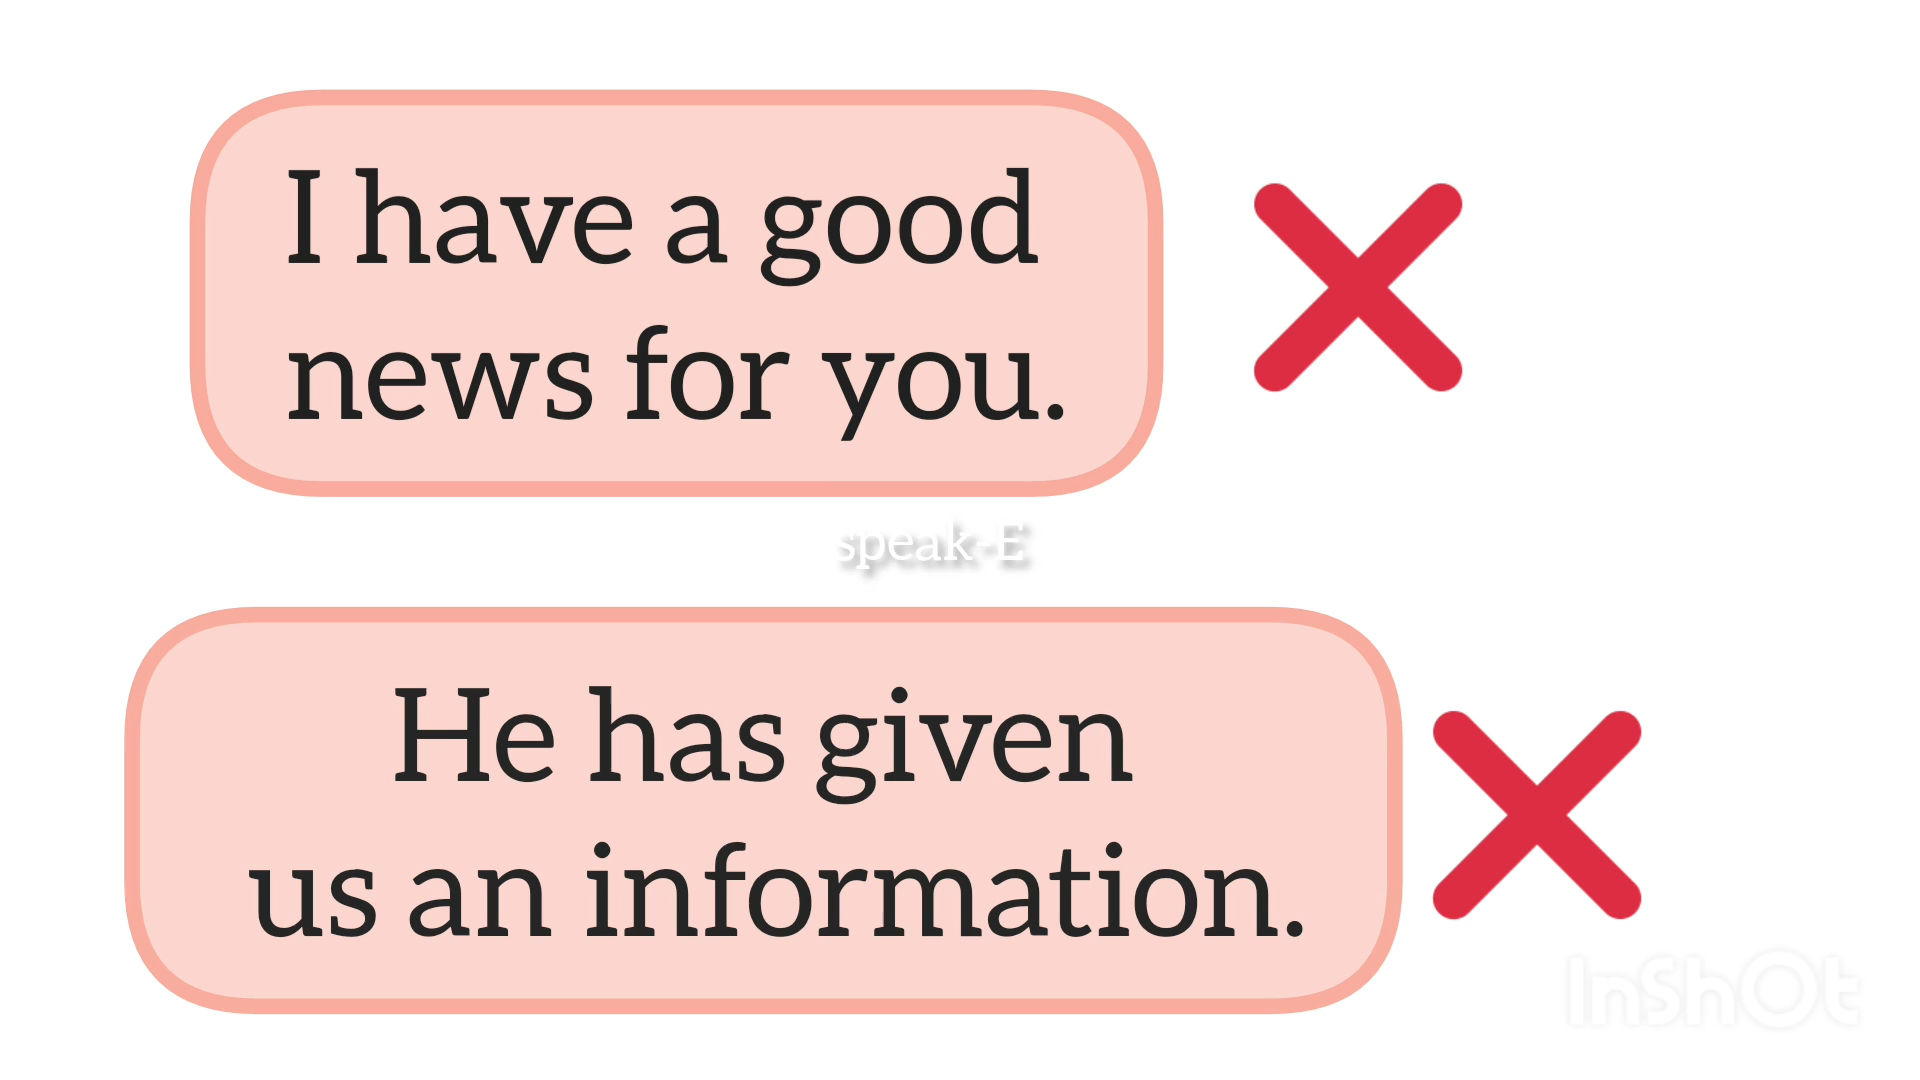 I have a good
news for you.
speak-E
He has given
us an information.
InShOt